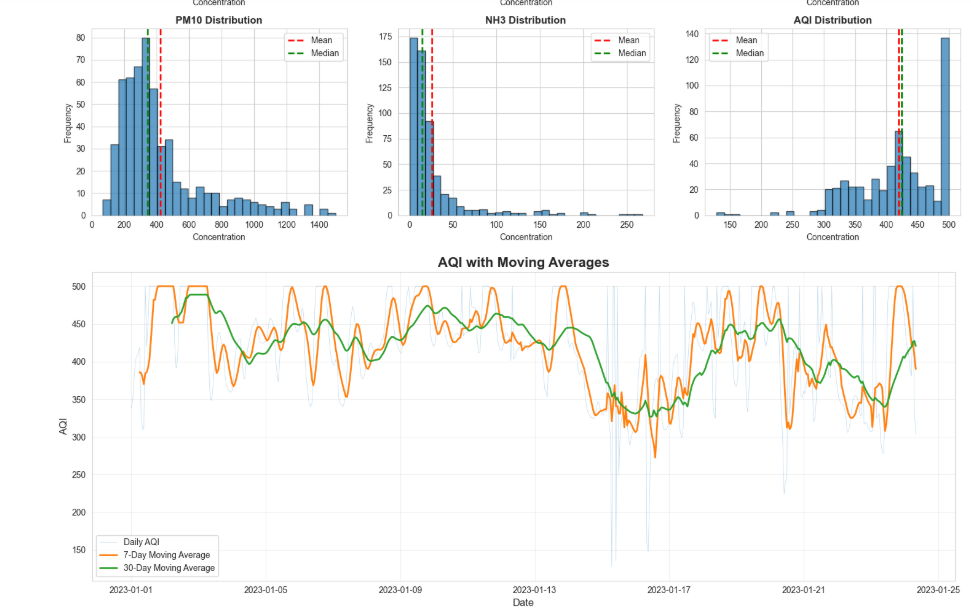 Concentration Concentration Concentration
PM10 Distribution NH3 Distribution AQI Distribution
Mean
Median
Mean
Median
Mean
Median
Frequency
80
70
60
50
40
30
20
10
0
0 200 400 600 800 1000 1200 1400
Concentration
Frequency
175
150
125
100
75
50
25
0
0 50 100 150 200 250
Concentration
Frequency
140
120
100
80
60
40
20
0
150 200 250 300 350 400 450 500
Concentration
AQI with Moving Averages
AQI
500
450
400
350
300
250
200
150
Daily AQI
7-Day Moving Average
30-Day Moving Average
2023-01-01 2023-01-05 2023-01-09 2023-01-13 2023-01-17 2023-01-21 2023-01-25
Date